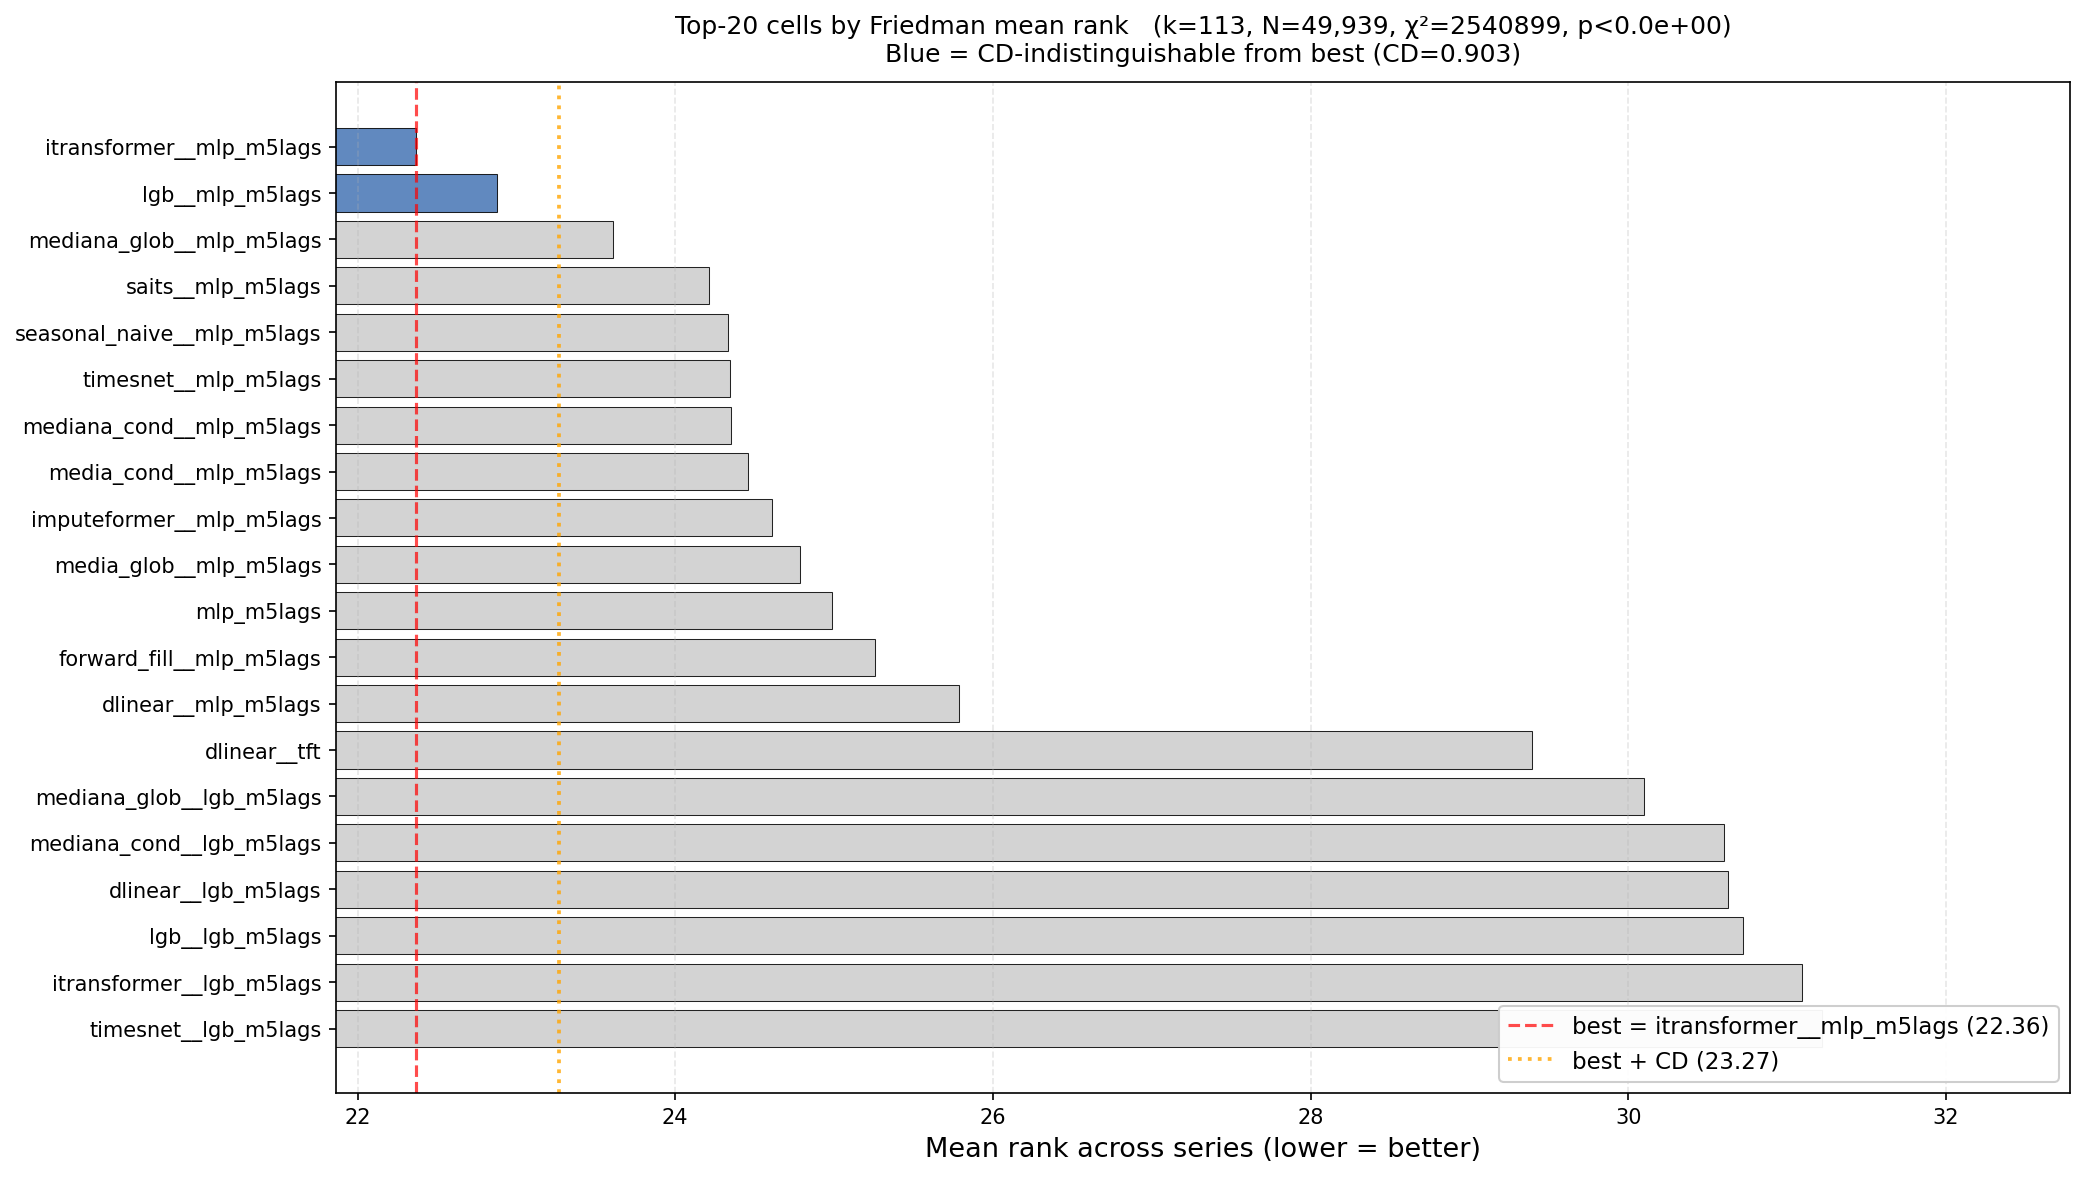 Top-20 cells by Friedman mean rank (k=113, N=49,939, χ²=2540899, p<0.0e+00)
Blue = CD-indistinguishable from best (CD=0.903)
itransformer__mlp_m5lags
lgb__mlp_m5lags
mediana_glob__mlp_m5lags
saits__mlp_m5lags
seasonal_naive__mlp_m5lags
timesnet__mlp_m5lags
mediana_cond__mlp_m5lags
media_cond__mlp_m5lags
imputeformer__mlp_m5lags
media_glob__mlp_m5lags
mlp_m5lags
forward_fill__mlp_m5lags
dlinear__mlp_m5lags
dlinear__tft
mediana_glob__lgb_m5lags
mediana_cond__lgb_m5lags
dlinear__lgb_m5lags
lgb__lgb_m5lags
itransformer__lgb_m5lags
timesnet__lgb_m5lags
best = itransformer__mlp_m5lags (22.36)
best + CD (23.27)
22 24 26 28 30 32
Mean rank across series (lower = better)